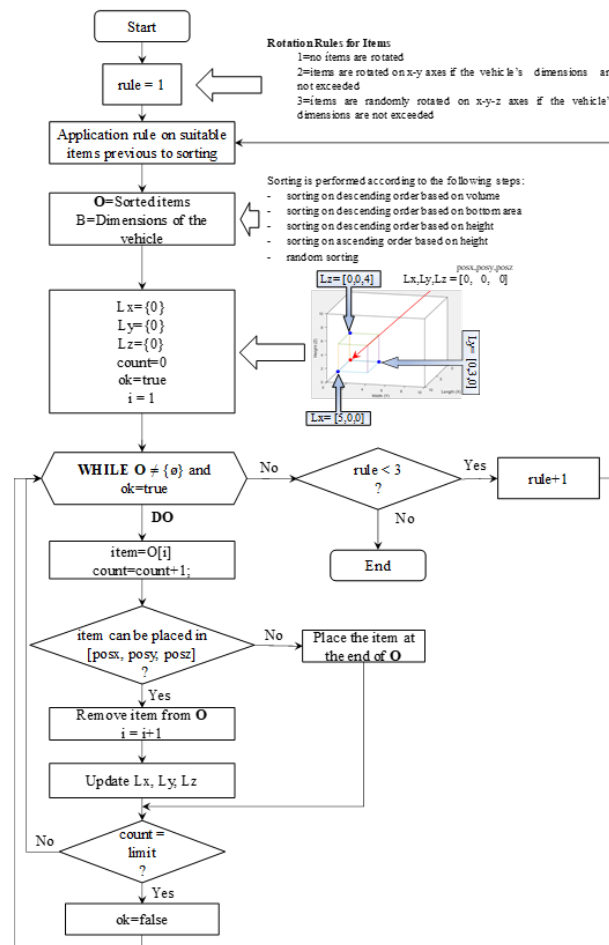 Start
Rotation Rules for Items
1=no items are rotated
2=items are rotated on x-y axes if the vehicle's dimensions
not exceeded
3=items are randomly rotated on x-y-z axes if the vehicle'
dimensions are not exceeded
rule = 1
Application rule on suitable
items previous to sorting
Sorting is performed according to the following steps:
- sorting on descending order based on volume
- sorting on descending order based on bottom area
- sorting on descending order based on height
- sorting on ascending order based on height
- random sorting
O=Sorted items
B=Dimensions of the
vehicle
posx,posy,posz
Lx,Ly,Lz = [0, 0, 0]
Lz= [0,0,4]
Ly= [0,3,0]
Lx= [5,0,0]
Lx={0}
Ly={0}
Lz={0}
count=0
ok=true
i = 1
WHILE O ≠ {ø} and
ok=true
No
rule < 3
?
Yes
rule+1
No
End
DO
item=O[i]
count=count+1;
item can be placed in
[posx, posy, posz]
?
No
Place the item at
the end of O
Yes
Remove item from O
i = i+1
Update Lx, Ly, Lz
No
count =
limit
?
Yes
ok=false